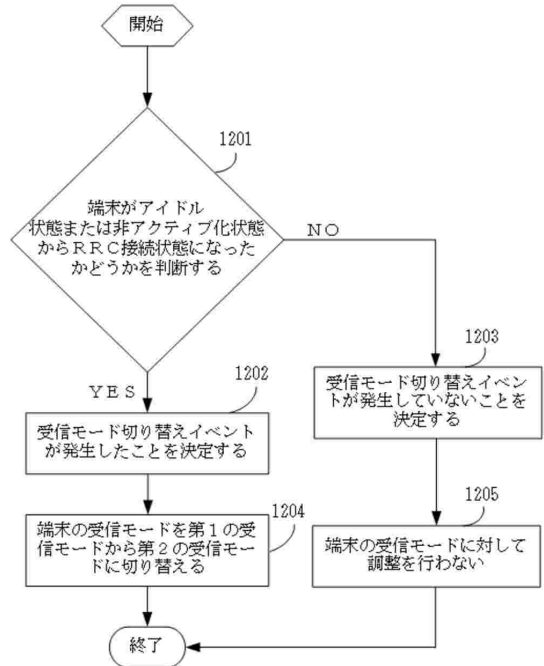 開始
1201
端末がアイドル
状態または非アクティブ化状態
からＲＲＣ接続状態になった
かどうかを判断する
ＮＯ
ＹＥＳ
1202
受信モード切り替えイベント
が発生したことを決定する
1203
受信モード切り替えイベン
トが発生していないことを
決定する
1204
端末の受信モードを第１の受
信モードから第２の受信モー
ドに切り替える
1205
端末の受信モードに対して
調整を行わない
終了